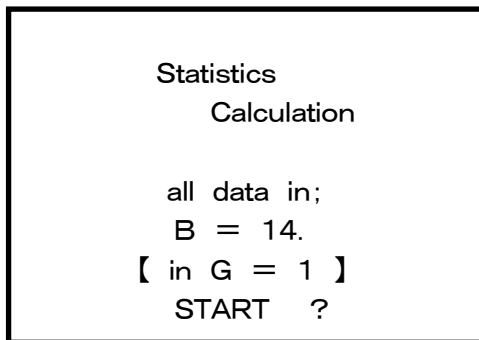 Statistics
Calculation
all data in;
B = 14.
【 in G = 1 】
START ?